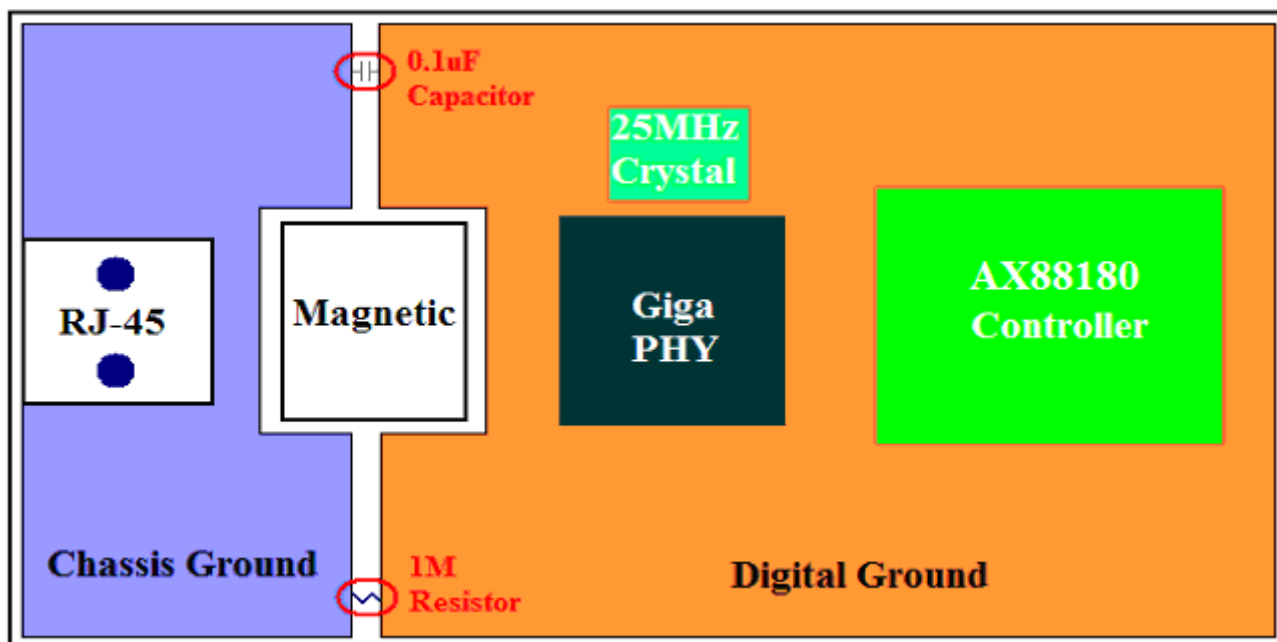 0.1uF
Capacitor
25MHz
Crystal
AX88180
Controller
RJ-45
Magnetic
Giga
PHY
Chassis Ground
1M
Resistor
Digital Ground